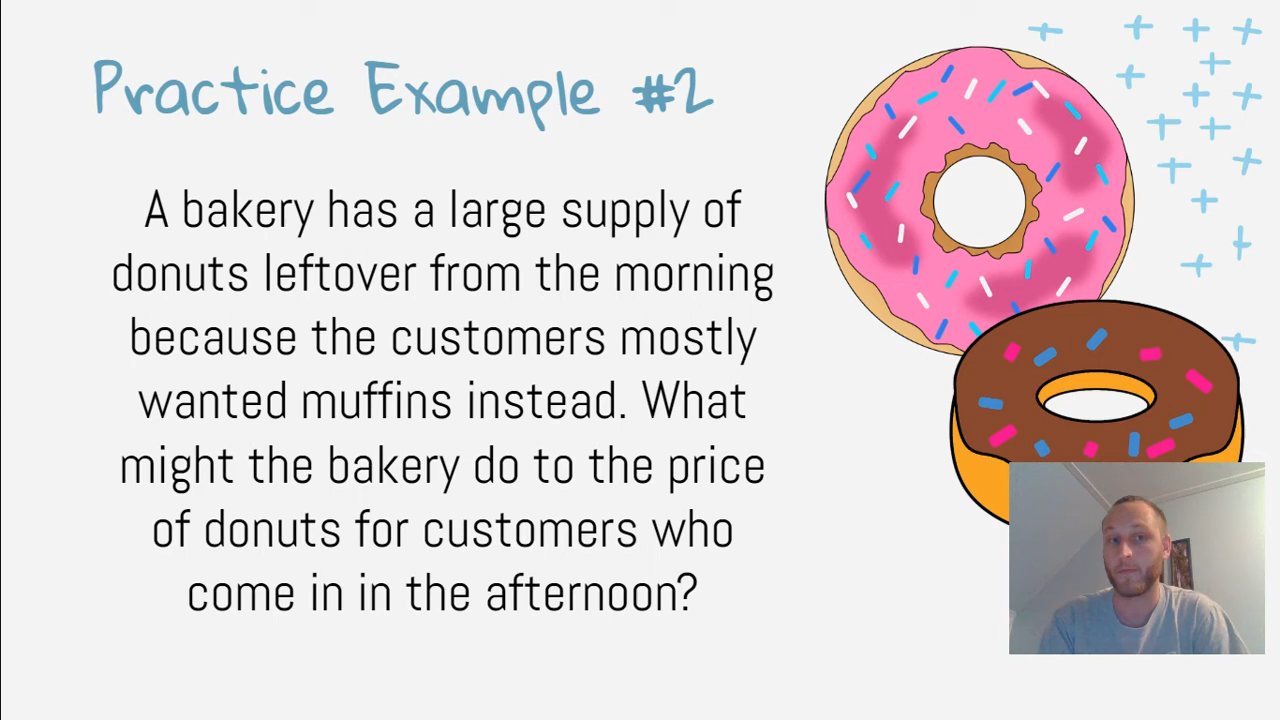 Practice Example #2
A bakery has a large supply of
donuts leftover from the morning
because the customers mostly
wanted muffins instead. What
might the bakery do to the price
of donuts for customers who
come in in the afternoon?